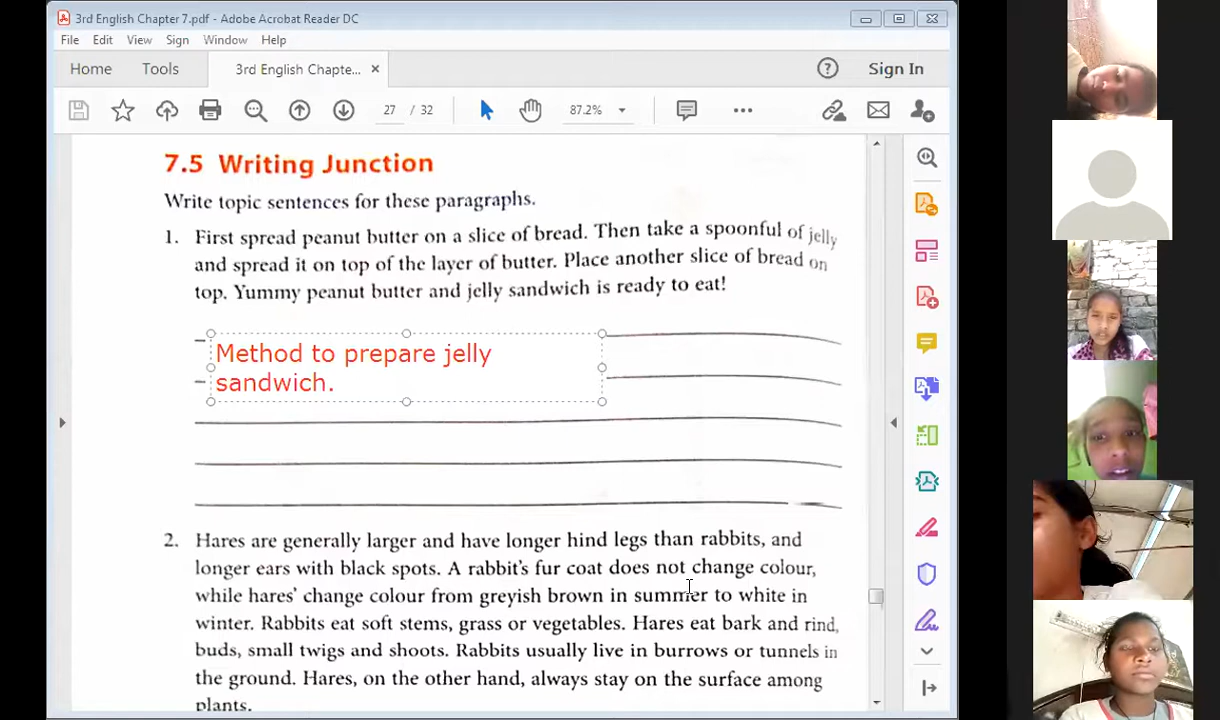 3rd English Chapter 7.pdf - Adobe Acrobat Reader DC
File Edit View Sign Window Help
Home Tools 3rd English Chapte... × Sign In
27 / 32 87.2%
7.5 Writing Junction
Write topic sentences for these paragraphs.
1. First spread peanut butter on a slice of bread. Then take a spoonful of jelly
and spread it on top of the layer of butter. Place another slice of bread on
top. Yummy peanut butter and jelly sandwich is ready to eat!
Method to prepare jelly
sandwich.
2. Hares are generally larger and have longer hind legs than rabbits, and
longer ears with black spots. A rabbit's fur coat does not change colour,
while hares' change colour from greyish brown in summer to white in
winter. Rabbits eat soft stems, grass or vegetables. Hares eat bark and rind,
buds, small twigs and shoots. Rabbits usually live in burrows or tunnels in
the ground. Hares, on the other hand, always stay on the surface among
plants.